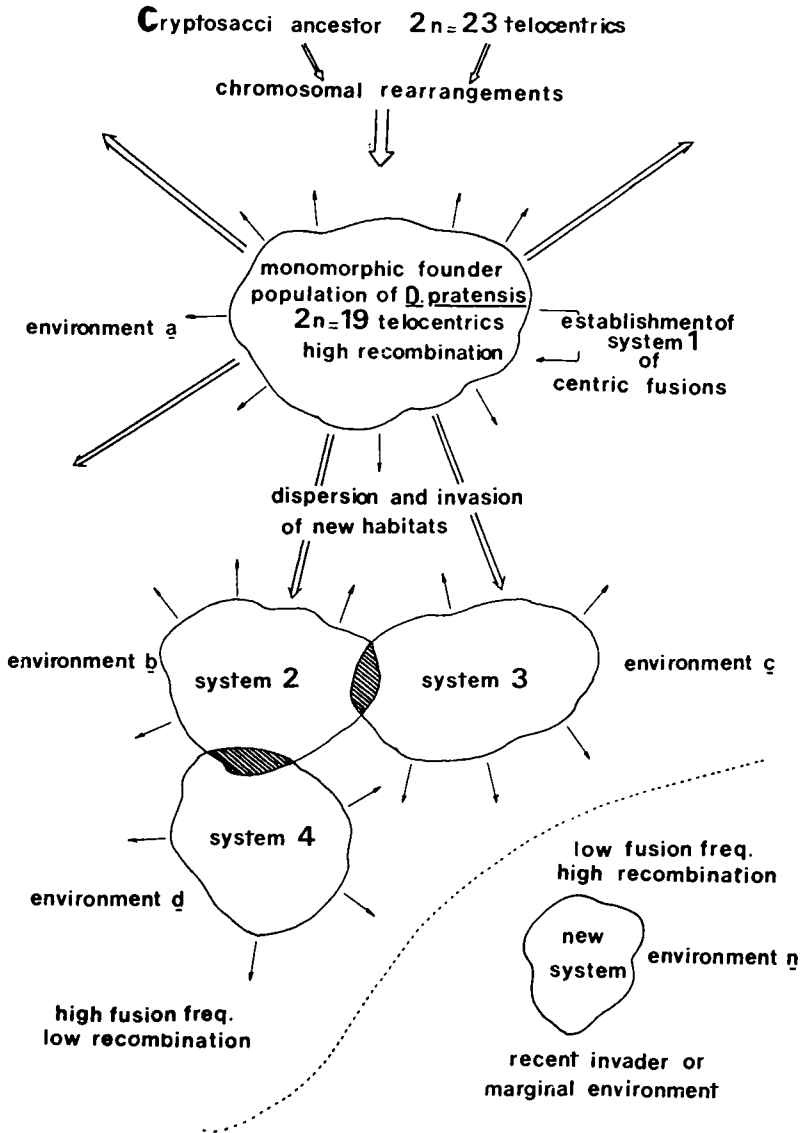 Cryptosacci ancestor 2n=23 telocentrics
chromosomal rearrangements
monomorphic founder
population of D. pratensis
2n=19 telocentrics
high recombination
environment a
establishment of
system 1
of
centric fusions
dispersion and invasion
of new habitats
environment b
system 2
system 3
environment c
system 4
environment d
low fusion freq.
high recombination
new
system
environment n
high fusion freq.
low recombination
recent invader or
marginal environment